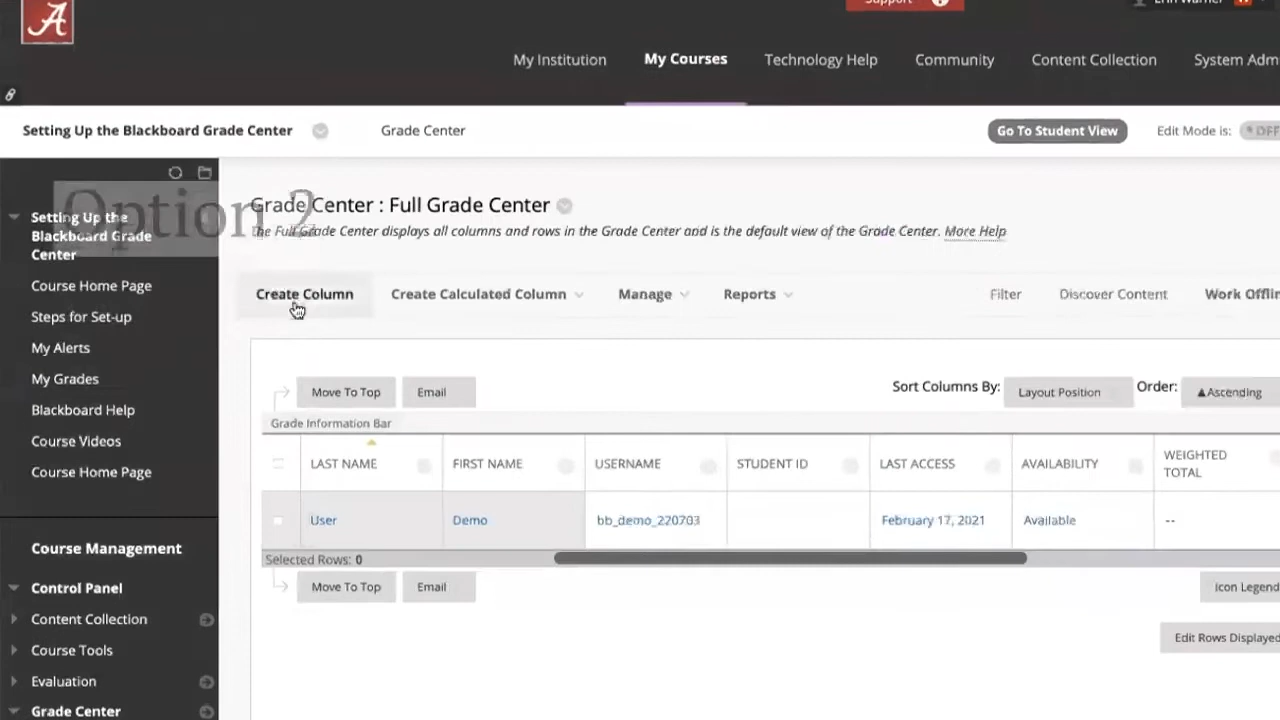 A
Support
Erin Warner
My Institution
My Courses
Technology Help
Community
Content Collection
System Adm
Setting Up the Blackboard Grade Center
Grade Center
Go To Student View
Edit Mode is:
OFF
Option 2
Setting Up the
Blackboard Grade
Center
Course Home Page
Steps for Set-up
My Alerts
My Grades
Blackboard Help
Course Videos
Course Home Page
Course Management
Control Panel
Content Collection
Course Tools
Evaluation
Grade Center
Grade Center : Full Grade Center
The Full Grade Center displays all columns and rows in the Grade Center and is the default view of the Grade Center. More Help
Create Column
Create Calculated Column
Manage
Reports
Filter
Discover Content
Work Offlin
Move To Top
Email
Sort Columns By:
Layout Position
Order:
▲Ascending
Grade Information Bar
LAST NAME
FIRST NAME
USERNAME
STUDENT ID
LAST ACCESS
AVAILABILITY
WEIGHTED
TOTAL
User
Demo
bb_demo_220703
February 17, 2021
Available
--
Selected Rows: 0
Move To Top
Email
Icon Legend
Edit Rows Displayed